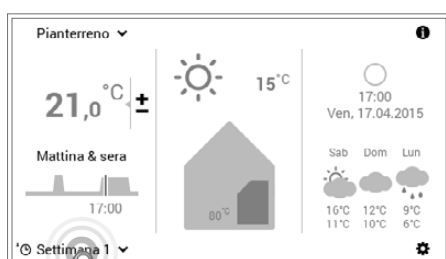 Pianterreno
21,0 °C ±
15°C
17:00
Ven, 17.04.2015
Mattina & sera
17:00
80°C
Sab Dom Lun
16°C 12°C 9°C
11°C 10°C 6°C
Settimana 1